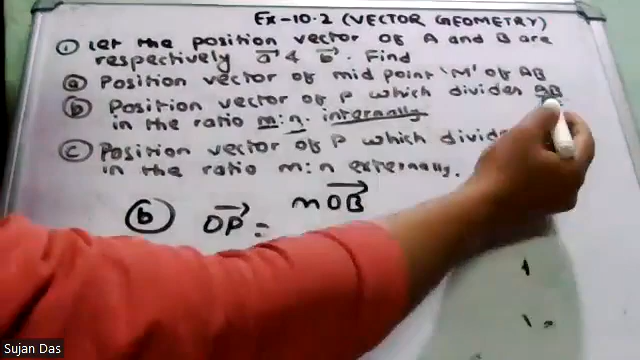 Ex-10.2 (VECTOR GEOMETRY)
① Let the position vector of A and B are
respectively a⃗ & b⃗. Find
ⓐ Position vector of mid point 'M' of AB
ⓑ Position vector of P which divides AB
in the ratio m:n internally
ⓒ Position vector of P which divide
in the ratio m:n externally.
ⓑ OP⃗ = mOB⃗
Sujan Das